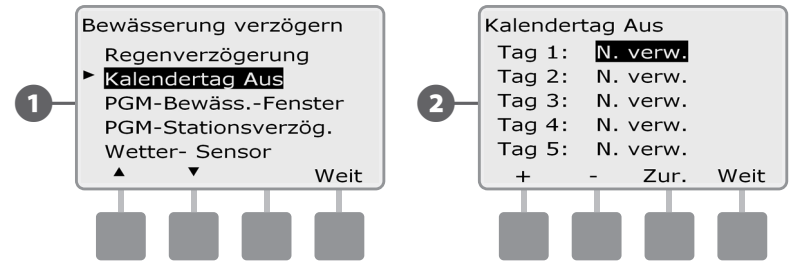 1
Bewässerung verzögern
Regenverzögerung
► Kalendertag Aus
PGM-Bewäss.-Fenster
PGM-Stationsverzög.
Wetter- Sensor
▲ ▼ Weit
2
Kalendertag Aus
Tag 1: N. verw.
Tag 2: N. verw.
Tag 3: N. verw.
Tag 4: N. verw.
Tag 5: N. verw.
+ - Zur. Weit